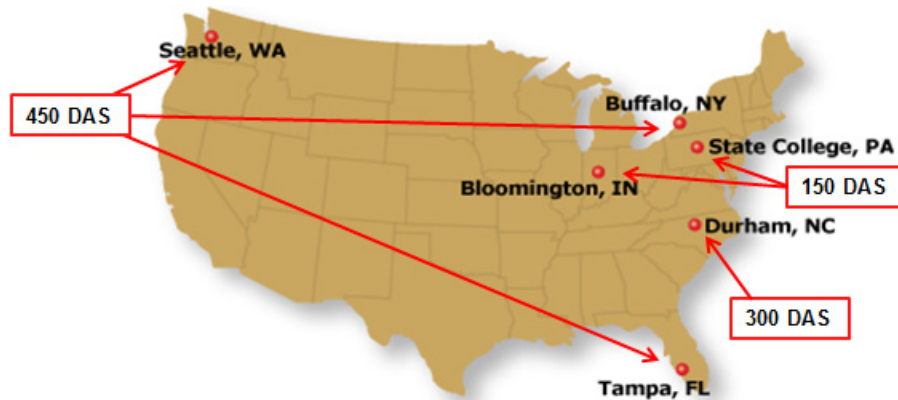 Seattle, WA
450 DAS
Buffalo, NY
State College, PA
Bloomington, IN
150 DAS
Durham, NC
300 DAS
Tampa, FL